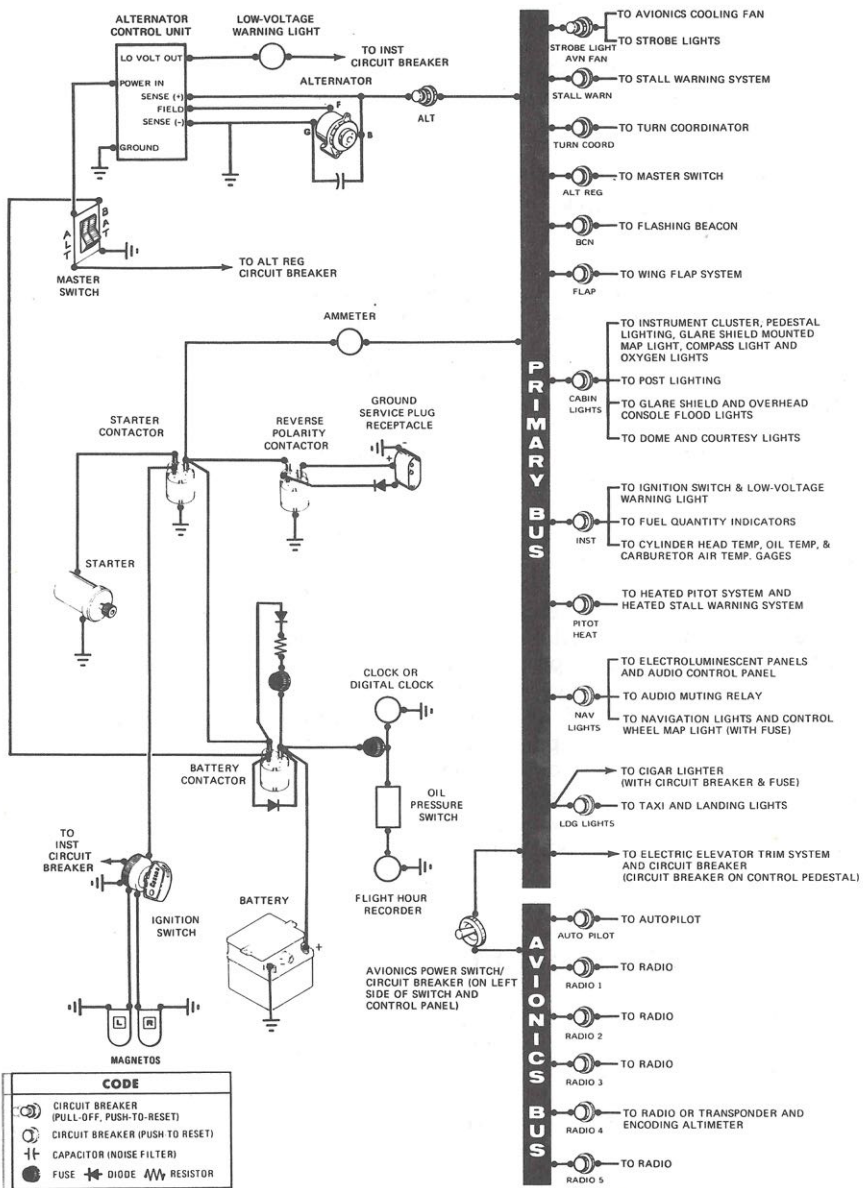 ALTERNATOR
CONTROL UNIT
LOW-VOLTAGE
WARNING LIGHT
LO VOLT OUT
TO INST
CIRCUIT BREAKER
POWER IN
ALTERNATOR
SENSE (+)
FIELD
SENSE (-)
GROUND
F
G
B
ALT
ALT
BAT
MASTER
SWITCH
TO ALT REG
CIRCUIT BREAKER
AMMETER
STARTER
CONTACTOR
REVERSE
POLARITY
CONTACTOR
GROUND
SERVICE PLUG
RECEPTACLE
-
+
STARTER
CLOCK OR
DIGITAL CLOCK
BATTERY
CONTACTOR
OIL
PRESSURE
SWITCH
TO
INST
CIRCUIT
BREAKER
IGNITION
SWITCH
BATTERY
+
FLIGHT HOUR
RECORDER
AVIONICS POWER SWITCH/
CIRCUIT BREAKER (ON LEFT
SIDE OF SWITCH AND
CONTROL PANEL)
L
R
MAGNETOS
CODE
CIRCUIT BREAKER
(PULL-OFF, PUSH-TO-RESET)
CIRCUIT BREAKER (PUSH TO RESET)
CAPACITOR (NOISE FILTER)
FUSE DIODE RESISTOR
PRIMARY BUS
STROBE LIGHT
AVN FAN
TO AVIONICS COOLING FAN
TO STROBE LIGHTS
STALL WARN
TO STALL WARNING SYSTEM
TURN COORD
TO TURN COORDINATOR
ALT REG
TO MASTER SWITCH
BCN
TO FLASHING BEACON
FLAP
TO WING FLAP SYSTEM
CABIN
LIGHTS
TO INSTRUMENT CLUSTER, PEDESTAL
LIGHTING, GLARE SHIELD MOUNTED
MAP LIGHT, COMPASS LIGHT AND
OXYGEN LIGHTS
TO POST LIGHTING
TO GLARE SHIELD AND OVERHEAD
CONSOLE FLOOD LIGHTS
TO DOME AND COURTESY LIGHTS
INST
TO IGNITION SWITCH & LOW-VOLTAGE
WARNING LIGHT
TO FUEL QUANTITY INDICATORS
TO CYLINDER HEAD TEMP, OIL TEMP, &
CARBURETOR AIR TEMP. GAGES
PITOT
HEAT
TO HEATED PITOT SYSTEM AND
HEATED STALL WARNING SYSTEM
NAV
LIGHTS
TO ELECTROLUMINESCENT PANELS
AND AUDIO CONTROL PANEL
TO AUDIO MUTING RELAY
TO NAVIGATION LIGHTS AND CONTROL
WHEEL MAP LIGHT (WITH FUSE)
TO CIGAR LIGHTER
(WITH CIRCUIT BREAKER & FUSE)
LDG LIGHTS
TO TAXI AND LANDING LIGHTS
TO ELECTRIC ELEVATOR TRIM SYSTEM
AND CIRCUIT BREAKER
(CIRCUIT BREAKER ON CONTROL PEDESTAL)
AVIONICS BUS
AUTO PILOT
TO AUTOPILOT
RADIO 1
TO RADIO
RADIO 2
TO RADIO
RADIO 3
TO RADIO
RADIO 4
TO RADIO OR TRANSPONDER AND
ENCODING ALTIMETER
RADIO 5
TO RADIO